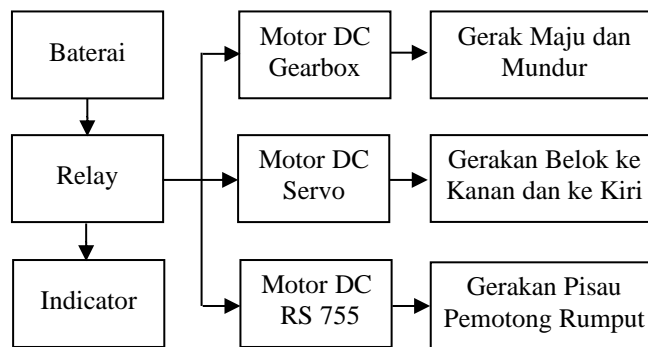 Baterai
Motor DC
Gearbox
Gerak Maju dan
Mundur
Relay
Motor DC
Servo
Gerakan Belok ke
Kanan dan ke Kiri
Indicator
Motor DC
RS 755
Gerakan Pisau
Pemotong Rumput